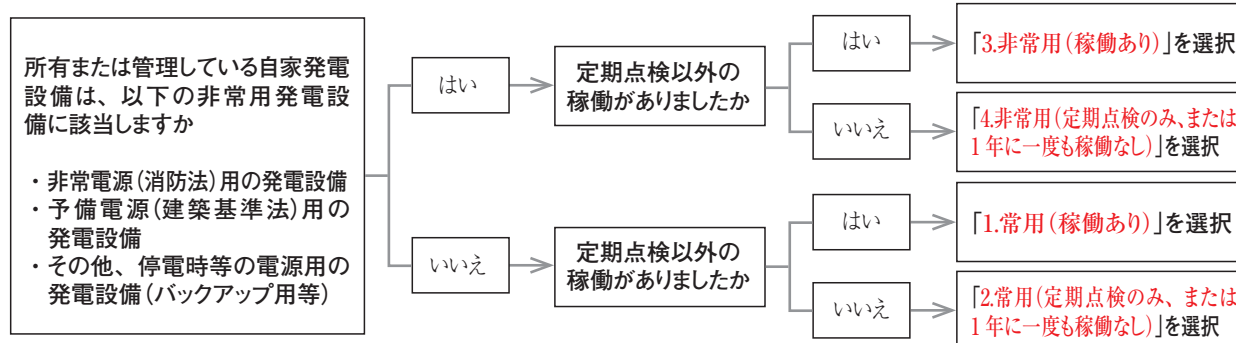 所有または管理している自家発電
設備は、以下の非常用発電設
備に該当しますか
・非常電源（消防法）用の発電設備
・予備電源（建築基準法）用の
発電設備
・その他、停電時等の電源用の
発電設備（バックアップ用等）
はい
定期点検以外の
稼働がありましたか
はい
「3.非常用（稼働あり）」を選択
いいえ
「4.非常用（定期点検のみ、または
1年に一度も稼働なし）」を選択
いいえ
定期点検以外の
稼働がありましたか
はい
「1.常用（稼働あり）」を選択
いいえ
「2.常用（定期点検のみ、または
1年に一度も稼働なし）」を選択